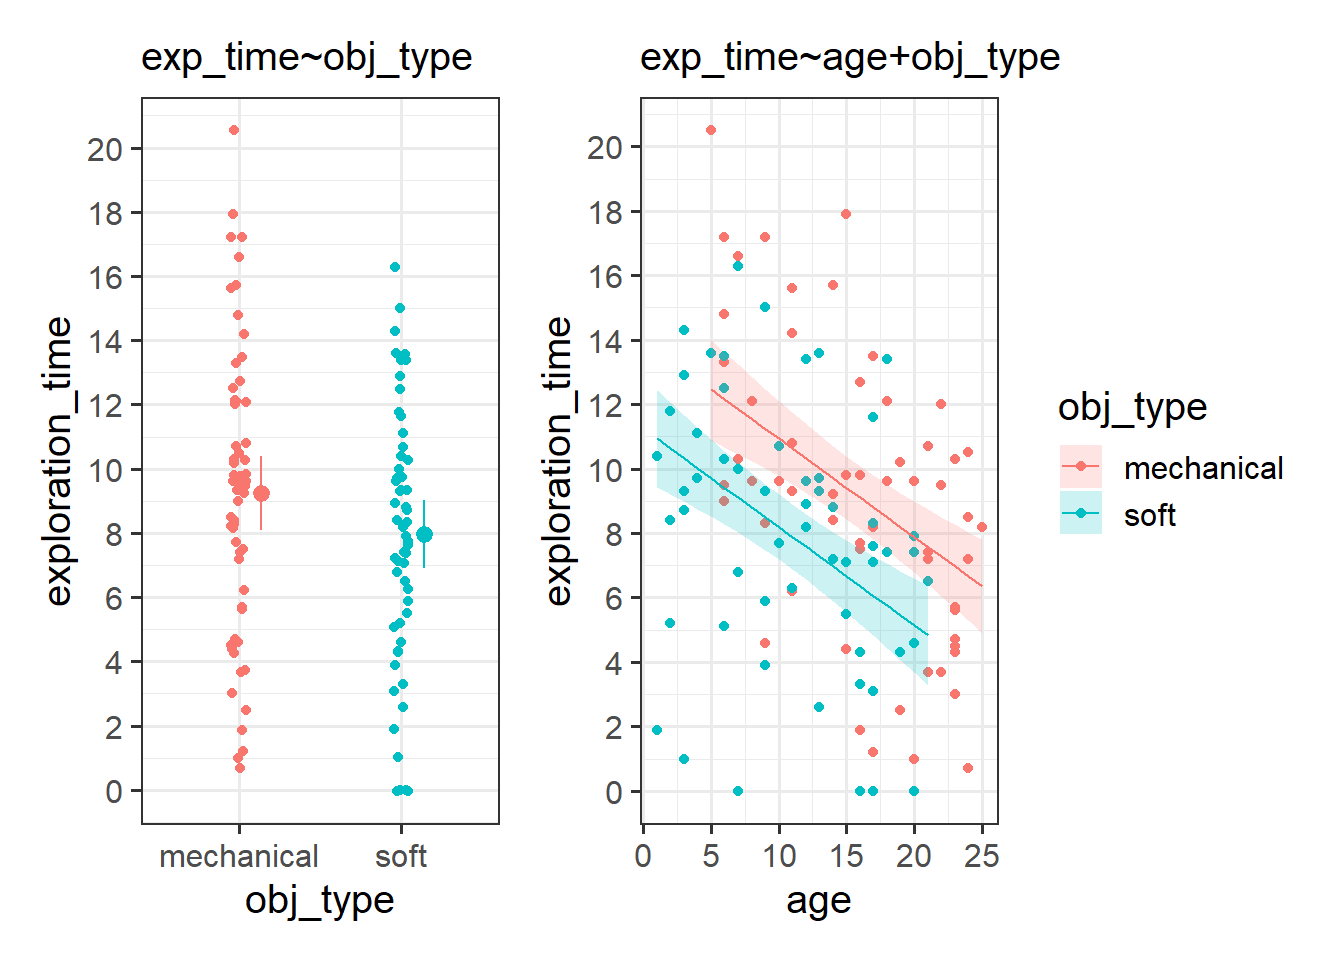 exp_time~obj_type
exploration_time
20
18
16
14
12
10
8
6
4
2
0
mechanical soft
obj_type
exp_time~age+obj_type
exploration_time
20
18
16
14
12
10
8
6
4
2
0
0 5 10 15 20 25
age
obj_type
mechanical
soft